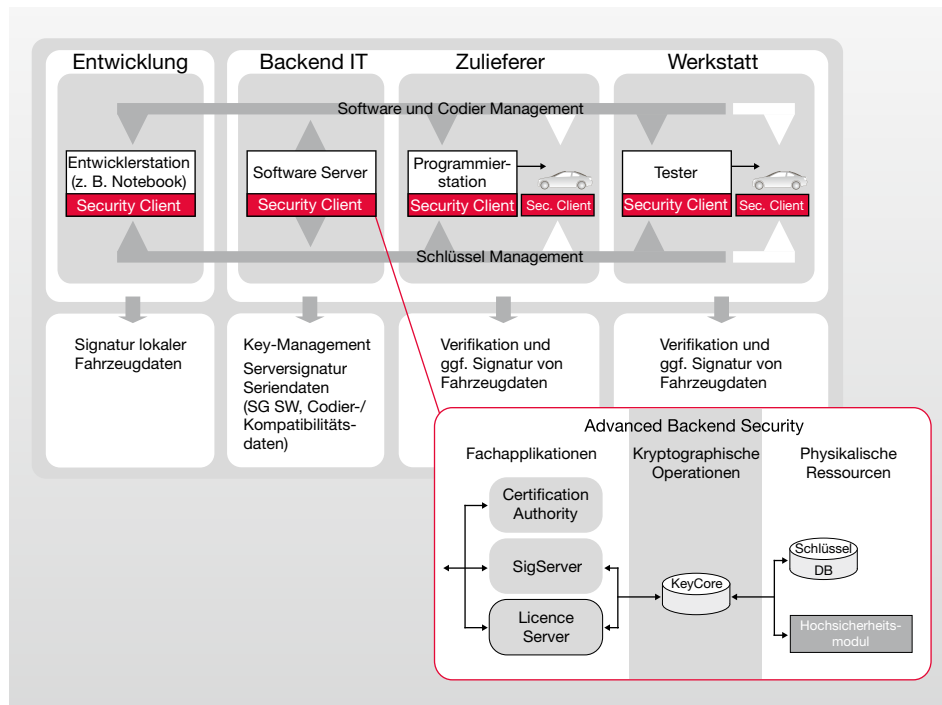 Entwicklung
Backend IT
Zulieferer
Werkstatt
Software und Codier Management
Entwicklerstation
(z. B. Notebook)
Security Client
Software Server
Security Client
Programmier-
station
Security Client
Sec. Client
Tester
Security Client
Sec. Client
Schlüssel Management
Signatur lokaler
Fahrzeugdaten
Key-Management
Serversignatur
Seriendaten
(SG SW, Codier-/
Kompatibilitäts-
daten)
Verifikation und
ggf. Signatur von
Fahrzeugdaten
Verifikation und
ggf. Signatur von
Fahrzeugdaten
Advanced Backend Security
Fachapplikationen
Kryptographische
Operationen
Physikalische
Ressourcen
Certification
Authority
SigServer
Licence
Server
KeyCore
Schlüssel
DB
Hochsicherheits-
modul